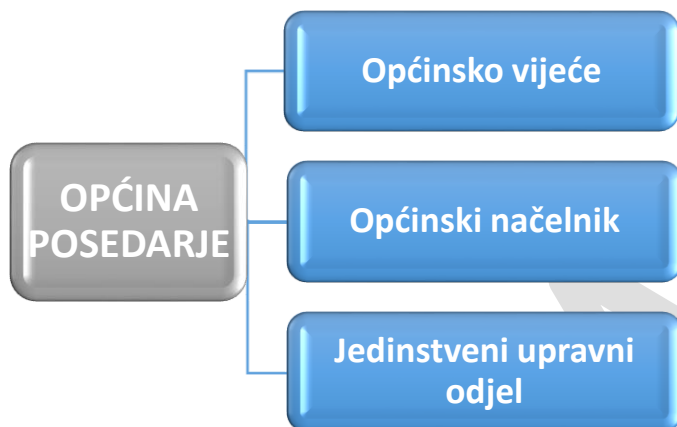 Općinsko vijeće
OPĆINA
POSEDARJE
Općinski načelnik
Jedinstveni upravni
odjel